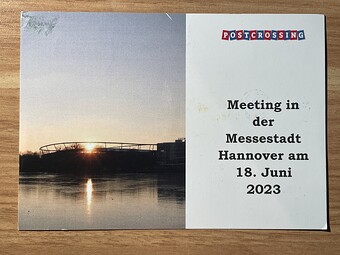 POSTCROSSING
Meeting in
der
Messestadt
Hannover am
18. Juni
2023